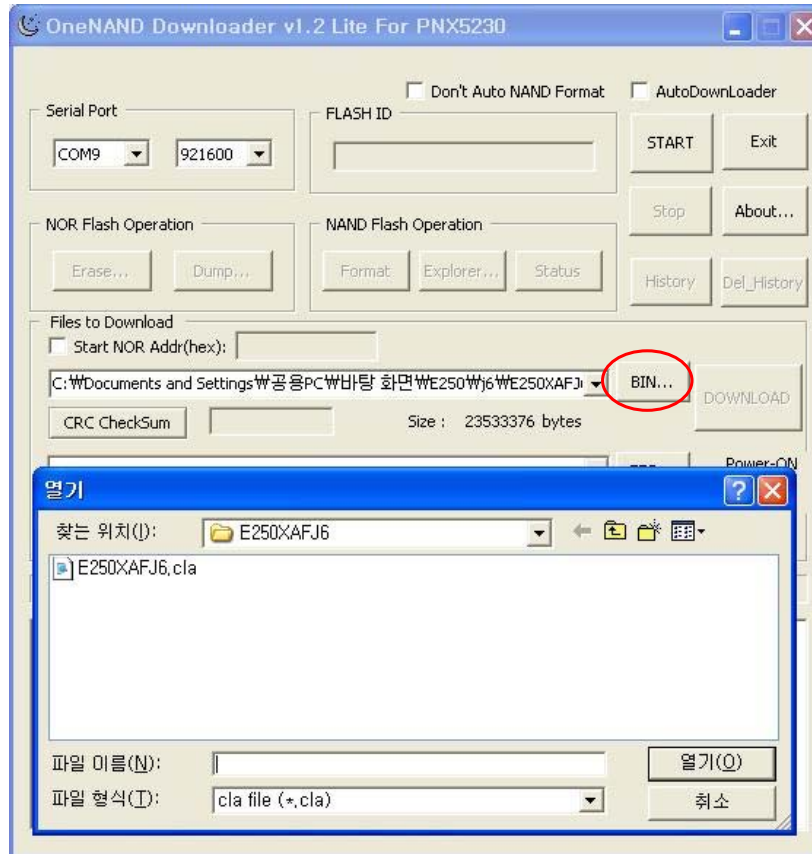 OneNAND Downloader v1.2 Lite For PNX5230
Don't Auto NAND Format
AutoDownLoader
Serial Port
FLASH ID
COM9
921600
START
Exit
Stop
About...
NOR Flash Operation
NAND Flash Operation
Erase...
Dump...
Format
Explorer...
Status
History
Del_History
Files to Download
Start NOR Addr(hex):
C:₩Documents and Settings₩공용PC₩바탕 화면₩E250₩j6₩E250XAFJ
BIN...
DOWNLOAD
CRC CheckSum
Size : 23533376 bytes
Power-ON
열기
찾는 위치(I):
E250XAFJ6
E250XAFJ6,cla
파일 이름(N):
열기(O)
파일 형식(T):
cla file (*,cla)
취소